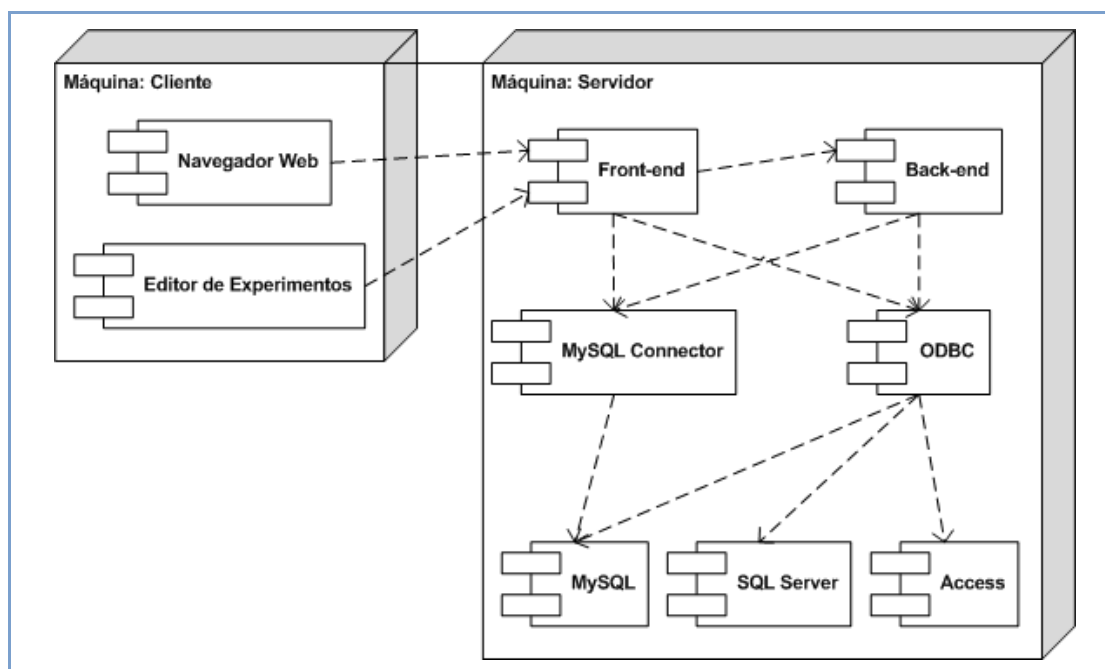 Máquina: Cliente
Máquina: Servidor
Navegador Web
Front-end
Back-end
Editor de Experimentos
MySQL Connector
ODBC
MySQL
SQL Server
Access